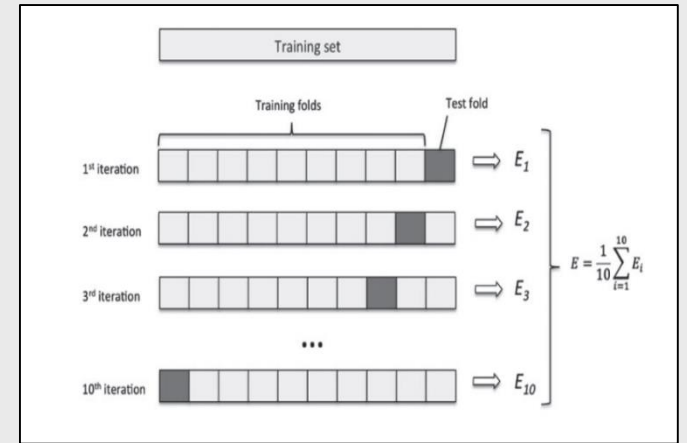 Training set
Training folds
Test fold
1st iteration
E1
2nd iteration
E2
3rd iteration
E3
E = 1/10 10∑i=1 Ei
...
10th iteration
E10